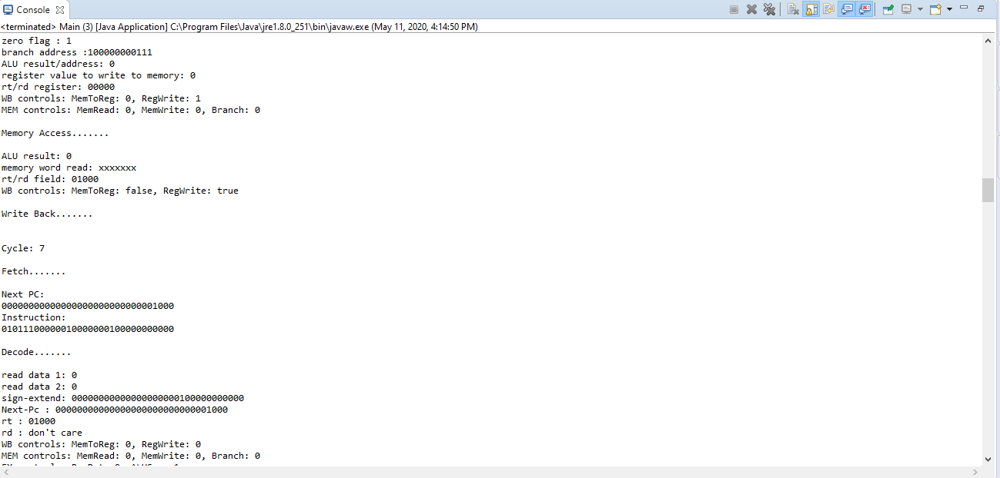 Console
<terminated> Main (3) [Java Application] C:\Program Files\Java\jre1.8.0_251\bin\javaw.exe (May 11, 2020, 4:14:50 PM)
zero flag : 1
branch address :100000000111
ALU result/address: 0
register value to write to memory: 0
rt/rd register: 00000
WB controls: MemToReg: 0, RegWrite: 1
MEM controls: MemRead: 0, MemWrite: 0, Branch: 0
Memory Access.......
ALU result: 0
memory word read: xxxxxxx
rt/rd field: 01000
WB controls: MemToReg: false, RegWrite: true
Write Back.......
Cycle: 7
Fetch.......
Next PC:
00000000000000000000000000001000
Instruction:
01011100000010000000100000000000
Decode.......
read data 1: 0
read data 2: 0
sign-extend: 00000000000000000000100000000000
Next-Pc : 00000000000000000000000000001000
rt : 01000
rd : don't care
WB controls: MemToReg: 0, RegWrite: 0
MEM controls: MemRead: 0, MemWrite: 0, Branch: 0